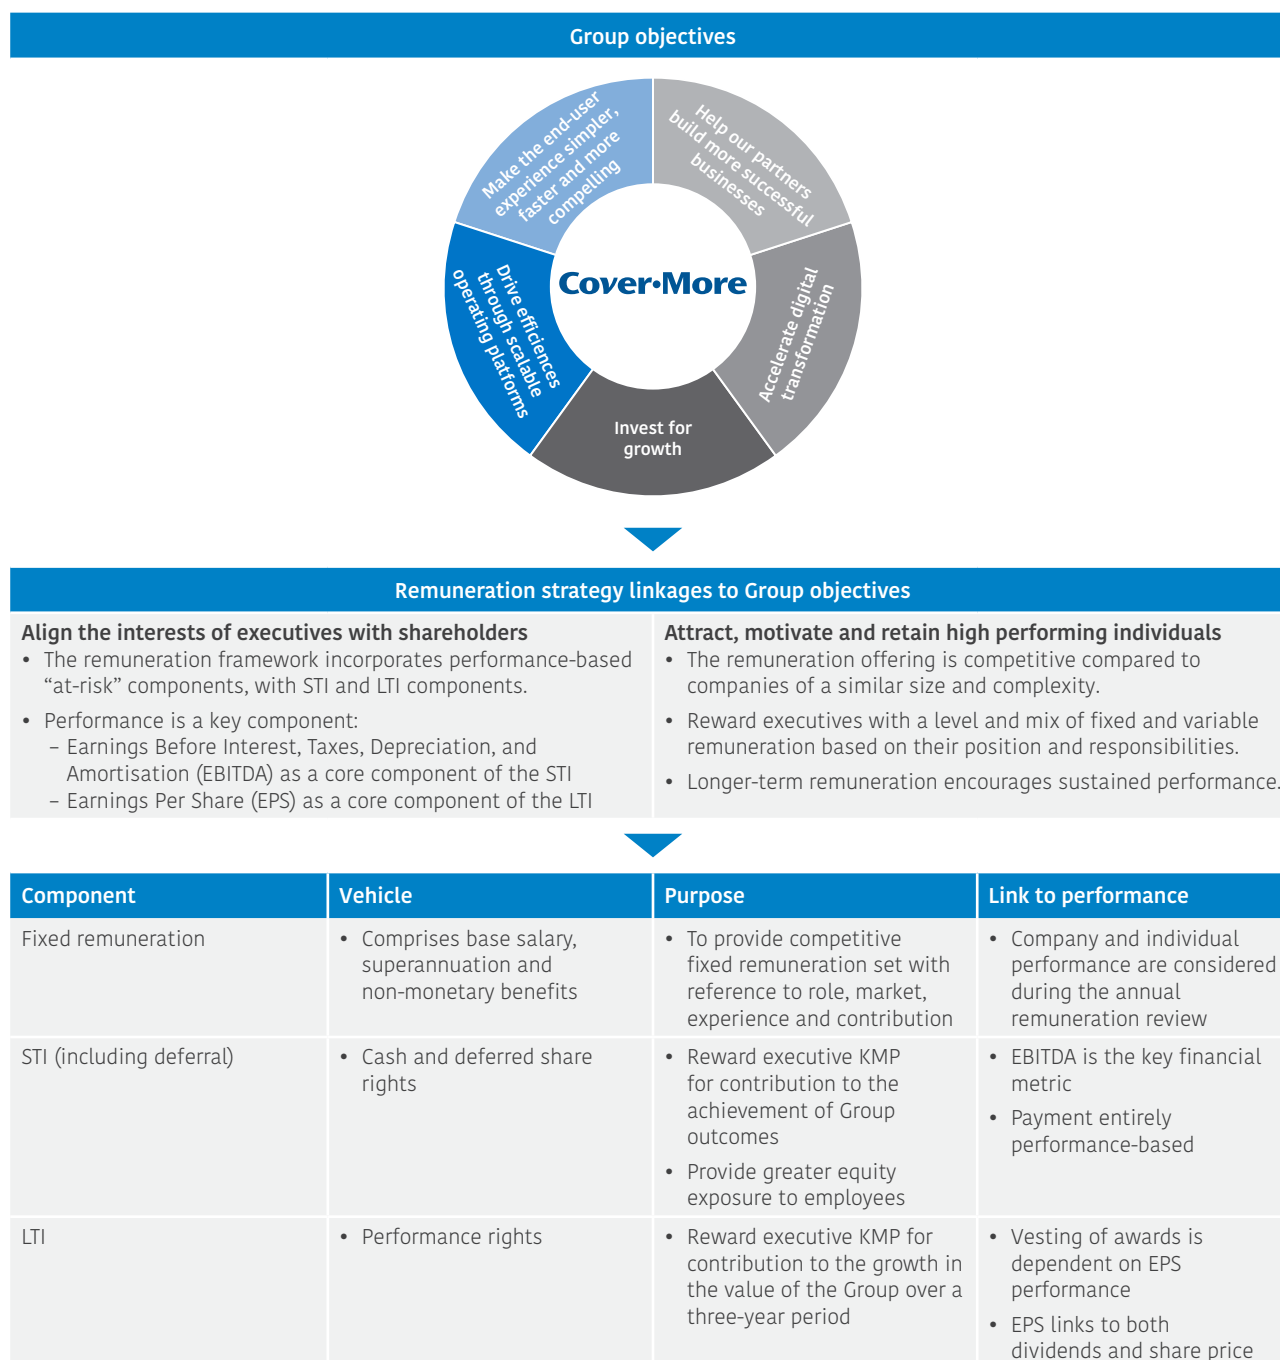 Group objectives
Make the end-user
experience simpler,
faster and more
compelling
Help our partners
build more successful
businesses
Accelerate digital
transformation
Invest for
growth
Drive efficiences
through scalable
operating platforms
Cover•More
Remuneration strategy linkages to Group objectives
Align the interests of executives with shareholders
• The remuneration framework incorporates performance-based
“at-risk” components, with STI and LTI components.
• Performance is a key component:
– Earnings Before Interest, Taxes, Depreciation, and
Amortisation (EBITDA) as a core component of the STI
– Earnings Per Share (EPS) as a core component of the LTI
Attract, motivate and retain high performing individuals
• The remuneration offering is competitive compared to
companies of a similar size and complexity.
• Reward executives with a level and mix of fixed and variable
remuneration based on their position and responsibilities.
• Longer-term remuneration encourages sustained performance.
Component
Vehicle
Purpose
Link to performance
Fixed remuneration
• Comprises base salary,
superannuation and
non-monetary benefits
• To provide competitive
fixed remuneration set with
reference to role, market,
experience and contribution
• Company and individual
performance are considered
during the annual
remuneration review
STI (including deferral)
• Cash and deferred share
rights
• Reward executive KMP
for contribution to the
achievement of Group
outcomes
• Provide greater equity
exposure to employees
• EBITDA is the key financial
metric
• Payment entirely
performance-based
LTI
• Performance rights
• Reward executive KMP for
contribution to the growth in
the value of the Group over a
three-year period
• Vesting of awards is
dependent on EPS
performance
• EPS links to both
dividends and share price